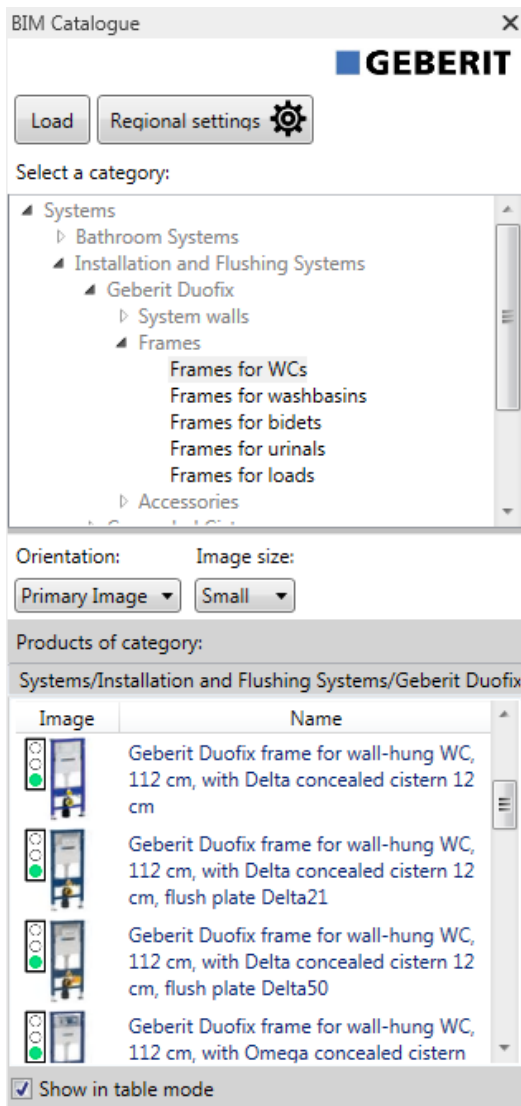 BIM Catalogue
GEBERIT
Load
Regional settings
Select a category:
Systems
Bathroom Systems
Installation and Flushing Systems
Geberit Duofix
System walls
Frames
Frames for WCs
Frames for washbasins
Frames for bidets
Frames for urinals
Frames for loads
Accessories
Orientation: Image size:
Primary Image Small
Products of category:
Systems/Installation and Flushing Systems/Geberit Duofix
Image Name
Geberit Duofix frame for wall-hung WC,
112 cm, with Delta concealed cistern 12
cm
Geberit Duofix frame for wall-hung WC,
112 cm, with Delta concealed cistern 12
cm, flush plate Delta21
Geberit Duofix frame for wall-hung WC,
112 cm, with Delta concealed cistern 12
cm, flush plate Delta50
Geberit Duofix frame for wall-hung WC,
112 cm, with Omega concealed cistern
Show in table mode